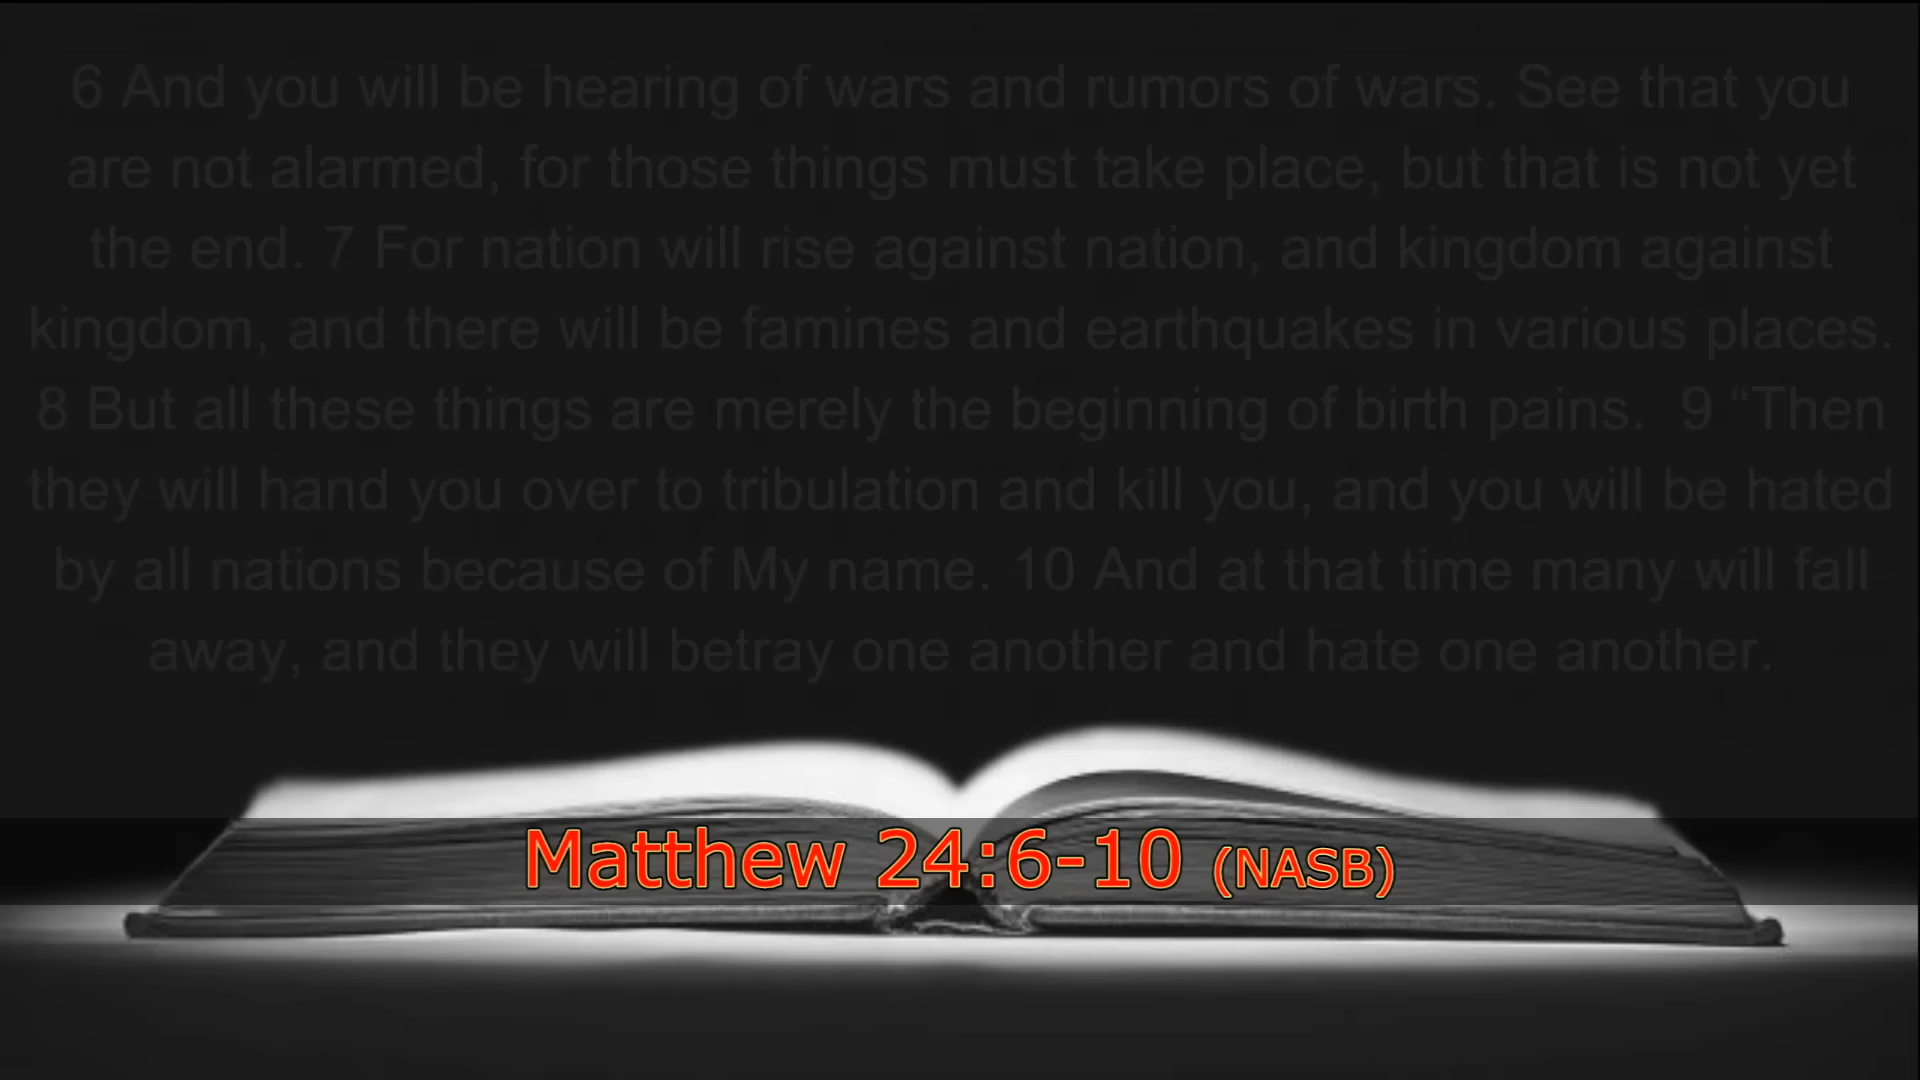 6 And you will be hearing of wars and rumors of wars. See that you
are not alarmed, for those things must take place, but that is not yet
the end. 7 For nation will rise against nation, and kingdom against
kingdom, and there will be famines and earthquakes in various places.
8 But all these things are merely the beginning of birth pains.  9 “Then
they will hand you over to tribulation and kill you, and you will be hated
by all nations because of My name. 10 And at that time many will fall
away, and they will betray one another and hate one another.
Matthew 24:6-10 (NASB)